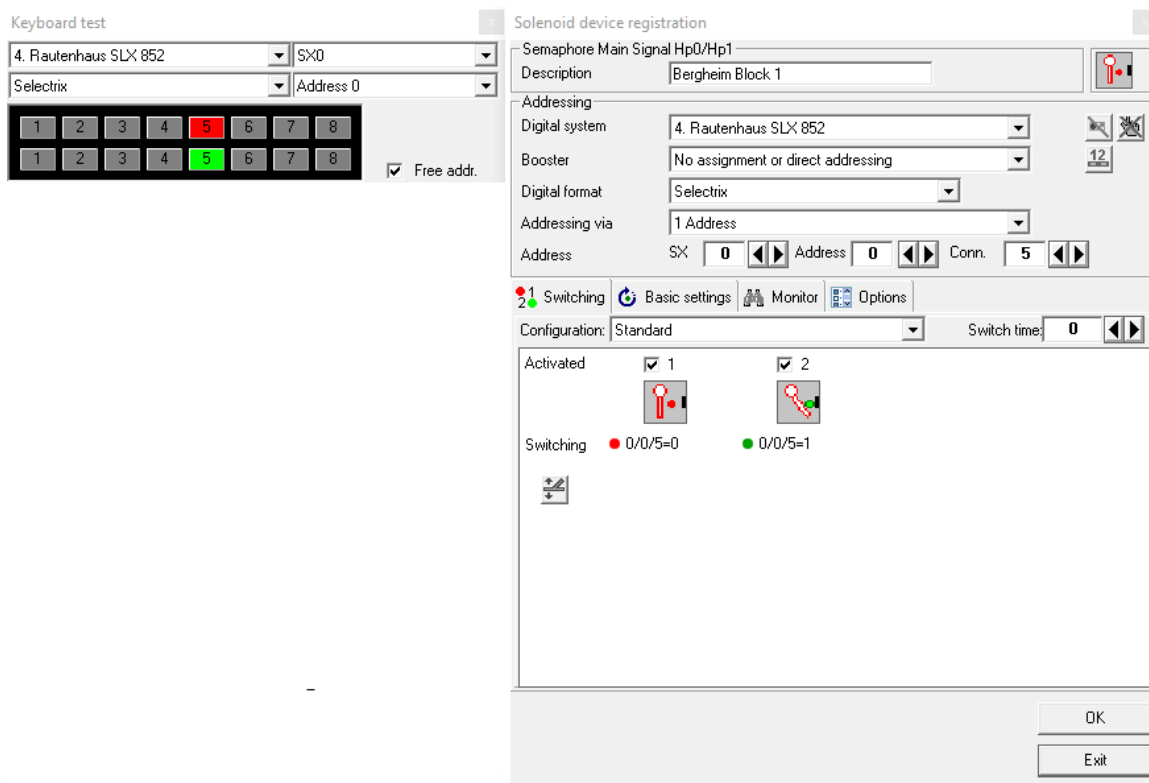 Keyboard test
4. Rautenhaus SLX 852 SX0
Selectrix Address 0
1 2 3 4 5 6 7 8
1 2 3 4 5 6 7 8
Free addr.
Solenoid device registration
Semaphore Main Signal Hp0/Hp1
Description Bergheim Block 1
Addressing
Digital system 4. Rautenhaus SLX 852
Booster No assignment or direct addressing
12
Digital format Selectrix
Addressing via 1 Address
Address SX 0 Address 0 Conn. 5
1 2 Switching Basic settings Monitor Options
Configuration: Standard Switch time: 0
Activated 1 2
Switching 0/0/5=0 0/0/5=1
OK
Exit